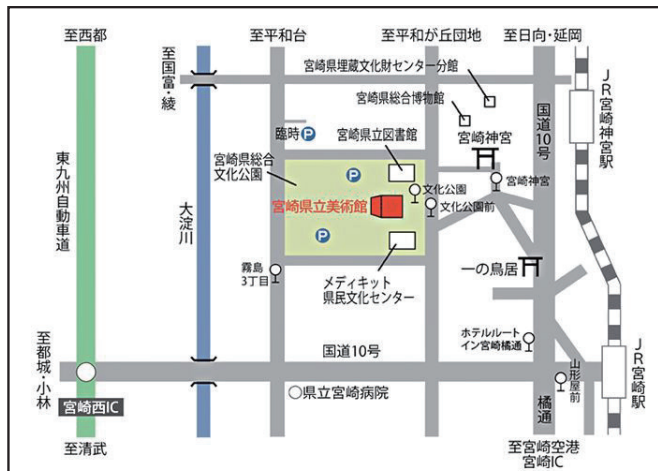 至西都
至平和台
至平和が丘団地
至日向・延岡
至国富・綾
宮崎県埋蔵文化財センター分館
宮崎県総合博物館
国道10号
JR宮崎神宮駅
臨時P
宮崎県立図書館
宮崎神宮
東九州自動車道
大淀川
宮崎県総合
文化公園
P
文化公園
宮崎神宮
宮崎県立美術館
文化公園前
P
霧島
3丁目
メディキット
県民文化センター
一の鳥居
至都城・小林
国道10号
ホテルルート
イン宮崎橘通
山形屋前
JR宮崎駅
宮崎西IC
県立宮崎病院
橘通
至清武
至宮崎空港
宮崎IC